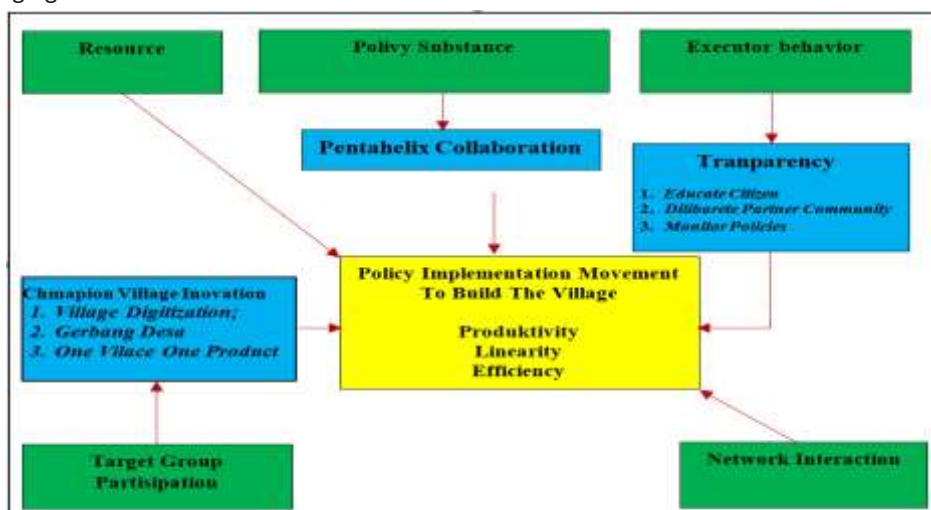 Resource
Polivy Substance
Executor behavior
Pentahelix Collaboration
Tranparency
1. Educate Citizen
2. Diliburete Partner Community
3. Monitor Policies
Policy Implementation Movement
To Build The Village
Produktivity
Linearity
Efficiency
Chmapion Village Inovation
1. Village Digitization;
2. Gerbang Desa
3. One Vilace One Product
Target Group
Partisipation
Network Interaction